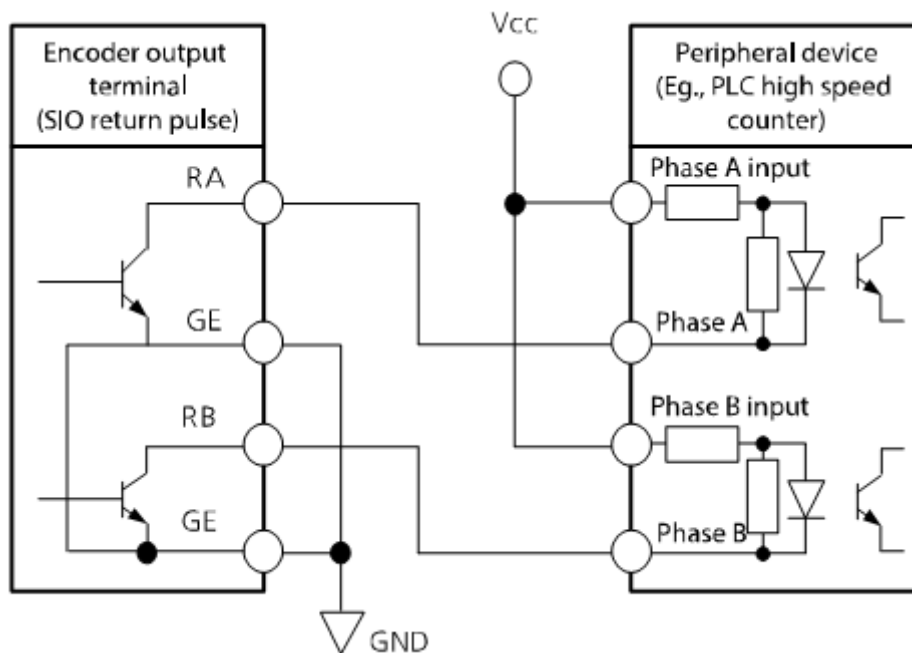 Encoder output
terminal
(SIO return pulse)
Vcc
Peripheral device
(Eg., PLC high speed
counter)
RA
GE
RB
GE
GND
Phase A input
Phase A
Phase B input
Phase B